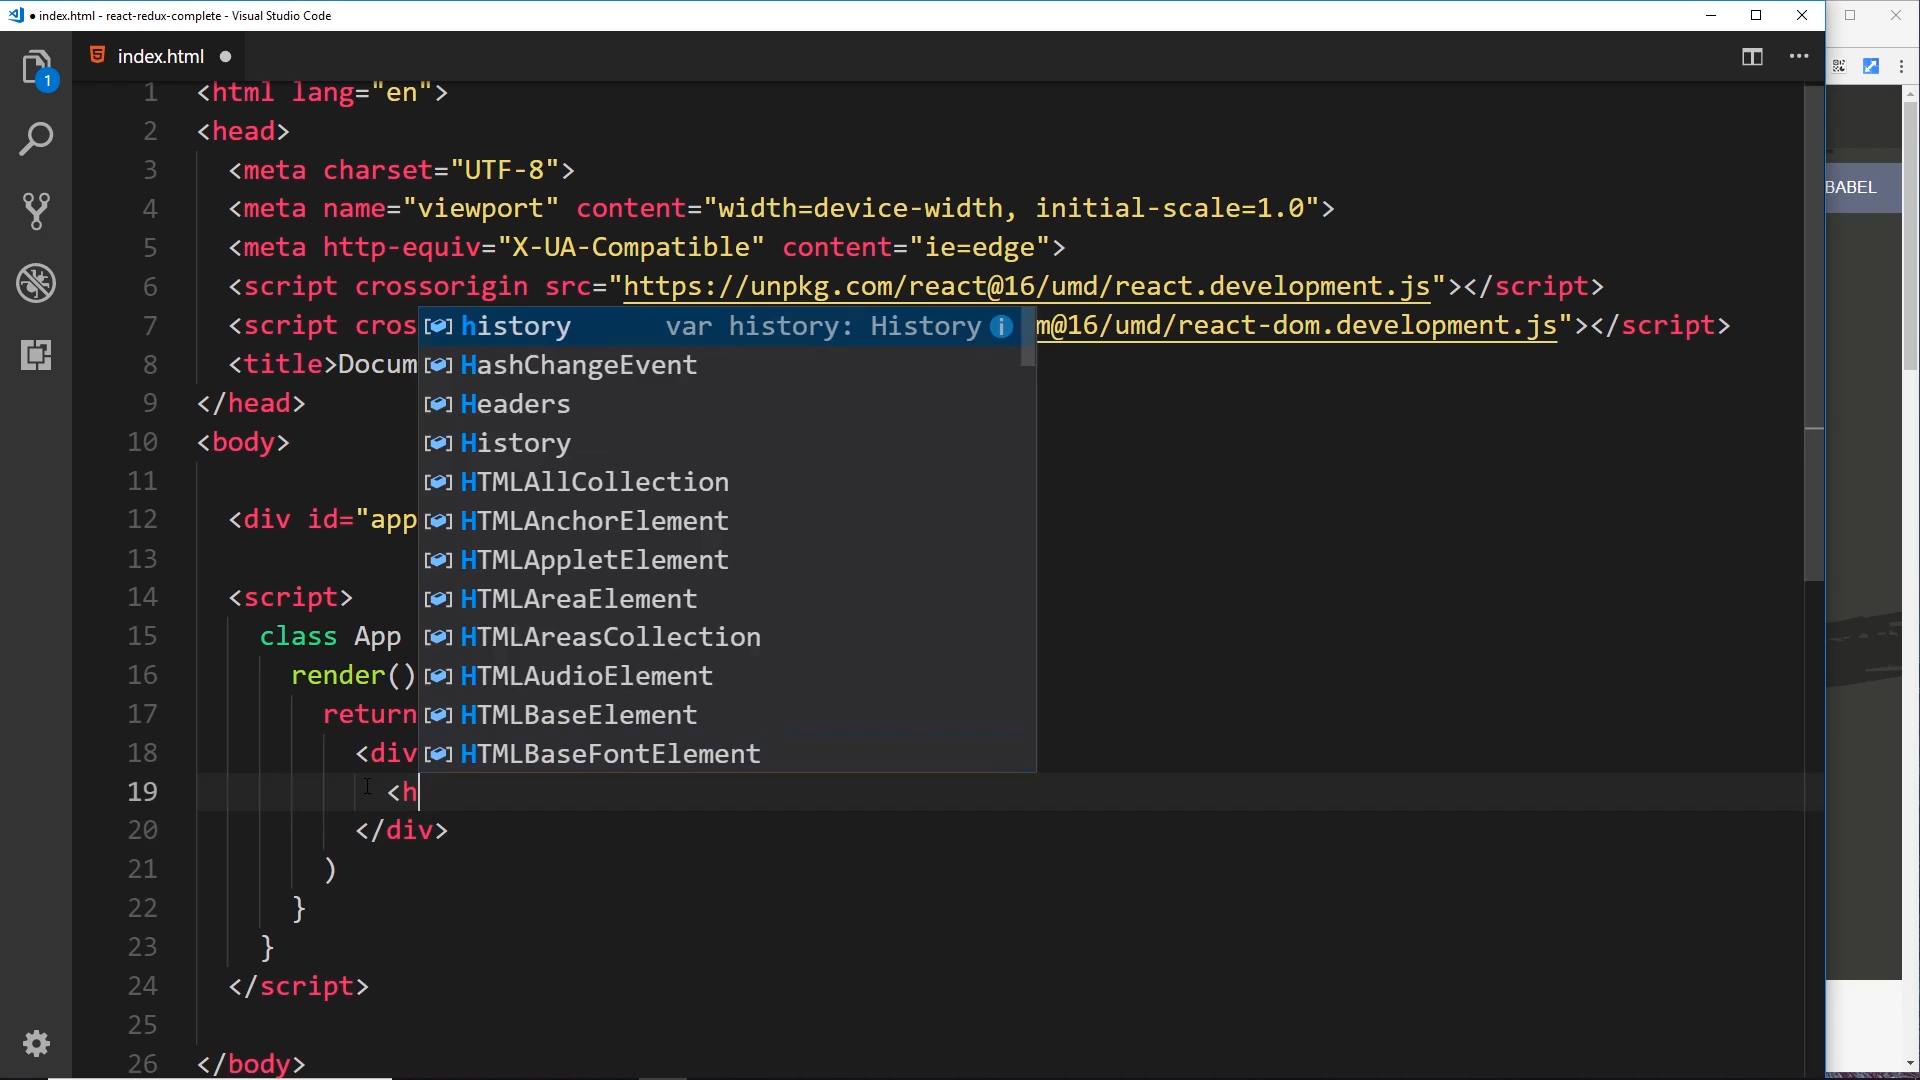 ● index.html - react-redux-complete - Visual Studio Code
index.html ●
1
BABEL
1 <html lang="en">
2 <head>
3 <meta charset="UTF-8">
4 <meta name="viewport" content="width=device-width, initial-scale=1.0">
5 <meta http-equiv="X-UA-Compatible" content="ie=edge">
6 <script crossorigin src="https://unpkg.com/react@16/umd/react.development.js"></script>
7 <script cros m@16/umd/react-dom.development.js"></script>
history var history: History
8 <title>Docum
HashChangeEvent
9 </head>
Headers
10 <body>
History
11
HTMLAllCollection
12 <div id="app
HTMLAnchorElement
13
HTMLAppletElement
14 <script>
HTMLAreaElement
15 class App
HTMLAreasCollection
16 render()
HTMLAudioElement
17 return
HTMLBaseElement
18 <div
HTMLBaseFontElement
19 <h
20 </div>
21 )
22 }
23 }
24 </script>
25
26 </body>